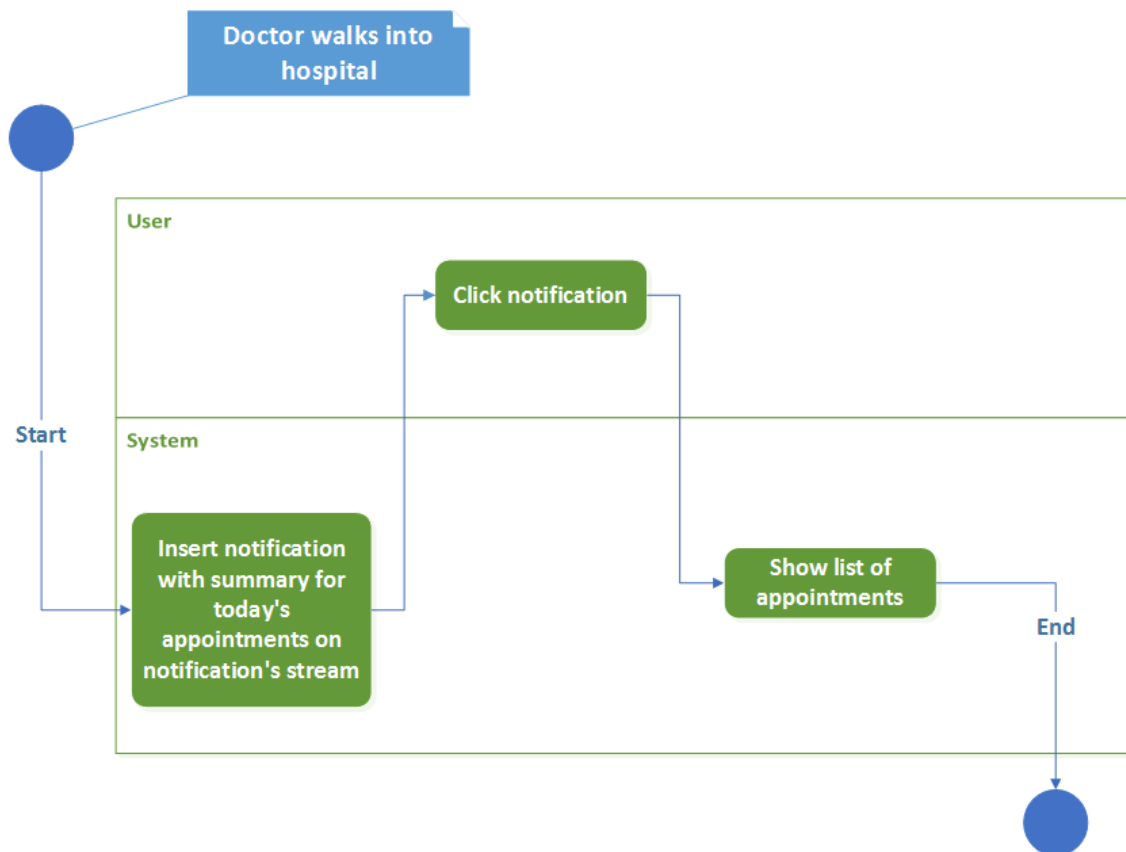 Doctor walks into
hospital
User
Click notification
Start
System
Insert notification
with summary for
today's
appointments on
notification's stream
Show list of
appointments
End